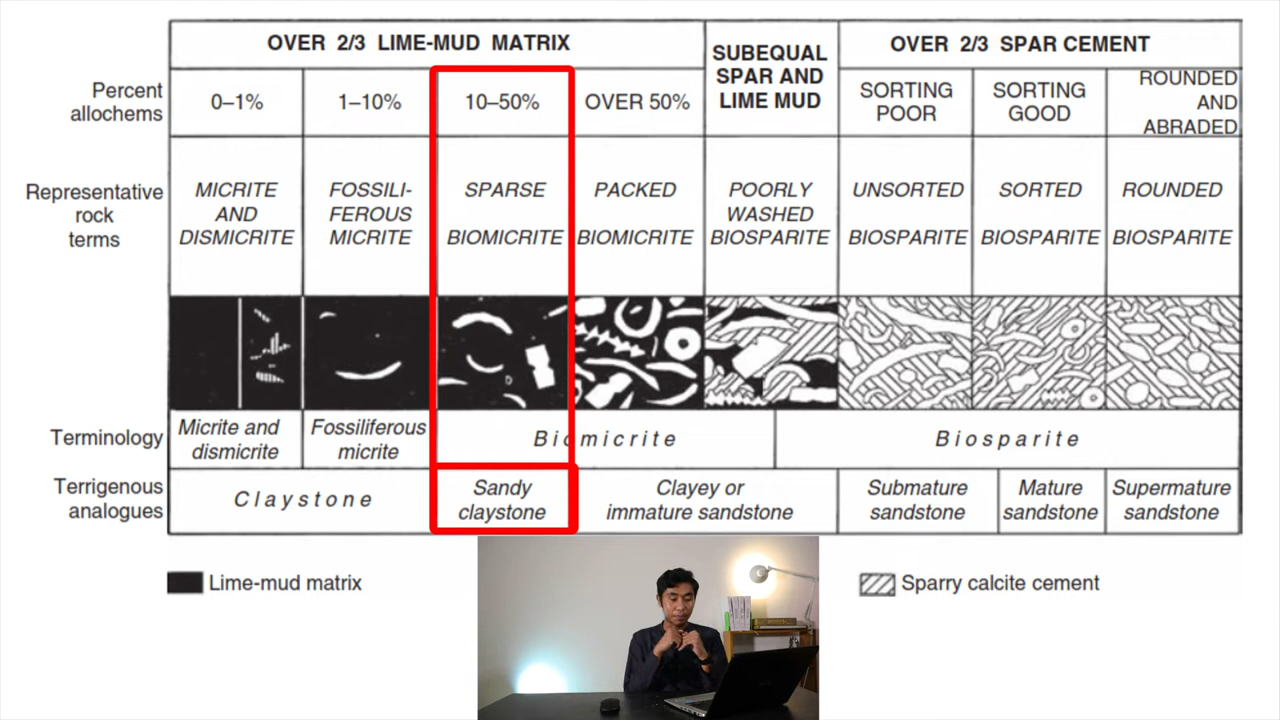 OVER 2/3 LIME-MUD MATRIX
SUBEQUAL
SPAR AND
LIME MUD
OVER 2/3 SPAR CEMENT
Percent
allochems
0–1%
1–10%
10–50%
OVER 50%
SORTING
POOR
SORTING
GOOD
ROUNDED
AND
ABRADED
Representative
rock
terms
MICRITE
AND
DISMICRITE
FOSSILI-
FEROUS
MICRITE
SPARSE
BIOMICRITE
PACKED
BIOMICRITE
POORLY
WASHED
BIOSPARITE
UNSORTED
BIOSPARITE
SORTED
BIOSPARITE
ROUNDED
BIOSPARITE
Terminology
Micrite and
dismicrite
Fossiliferous
micrite
Biomicrite
Biosparite
Terrigenous
analogues
Claystone
Sandy
claystone
Clayey or
immature sandstone
Submature
sandstone
Mature
sandstone
Supermature
sandstone
Lime-mud matrix
Sparry calcite cement